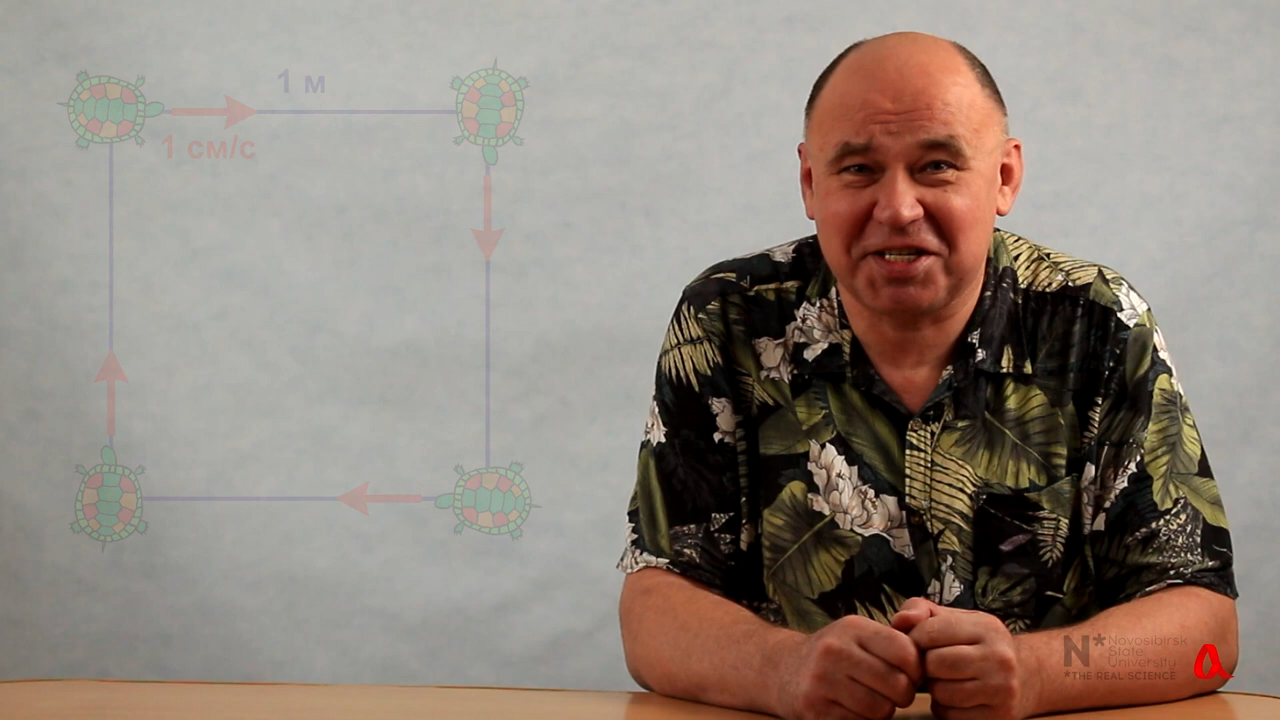 1 м
1 см/с
N*
Novosibirsk
State
University
*THE REAL SCIENCE